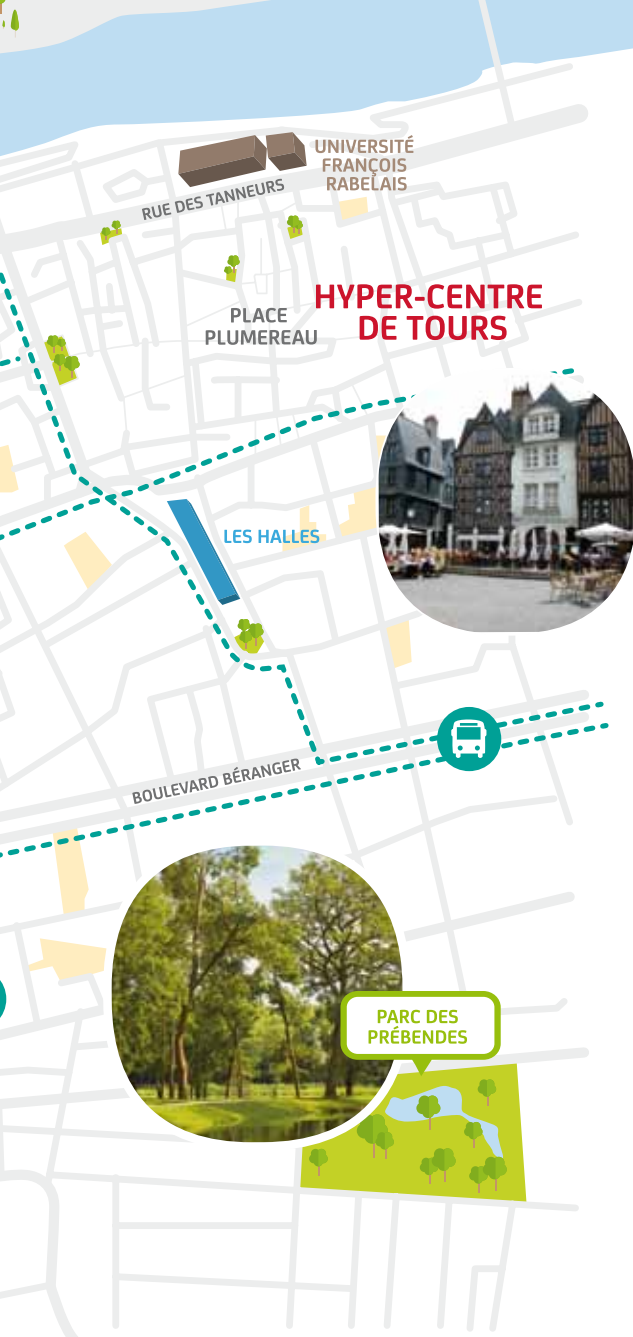 UNIVERSITÉ
FRANÇOIS
RABELAIS
RUE DES TANNEURS
HYPER-CENTRE
DE TOURS
PLACE
PLUMEREAU
LES HALLES
BOULEVARD BÉRANGER
PARC DES
PRÉBENDES